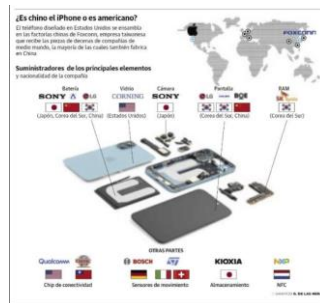 ¿Es chino el iPhone o es americano?
El teléfono diseñado en Estados Unidos se ensambla
en las factorías chinas de Foxconn, empresa taiwanesa
que recibe las piezas de decenas de compañías de
medio mundo, la mayoría de las cuales también fabrica
en China
FOXCONN
Suministradores de los principales elementos
y nacionalidad de la compañía
Batería Vidrio Cámara Pantalla RAM
SONY LG CORNING SONY LG BOE SK
(Japón, Corea del Sur, China) (Estados Unidos) (Japón) (Corea del Sur, China) (Corea del Sur)
OTRAS PARTES
Qualcomm BOSCH ST KIOXIA NXP
Chip de conectividad Sensores de movimiento Almacenamiento NFC